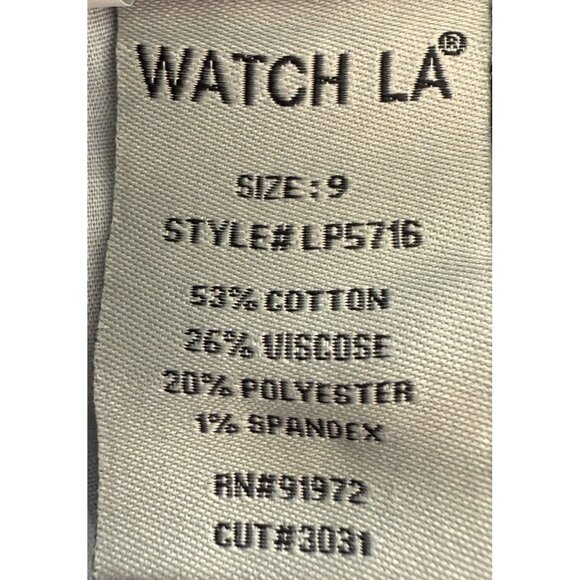 WATCH LA®
SIZE: 9
STYLE# LP5716
53% COTTON
26% VISCOSE
20% POLYESTER
1% SPANDEX
RN#91972
CUT#3031